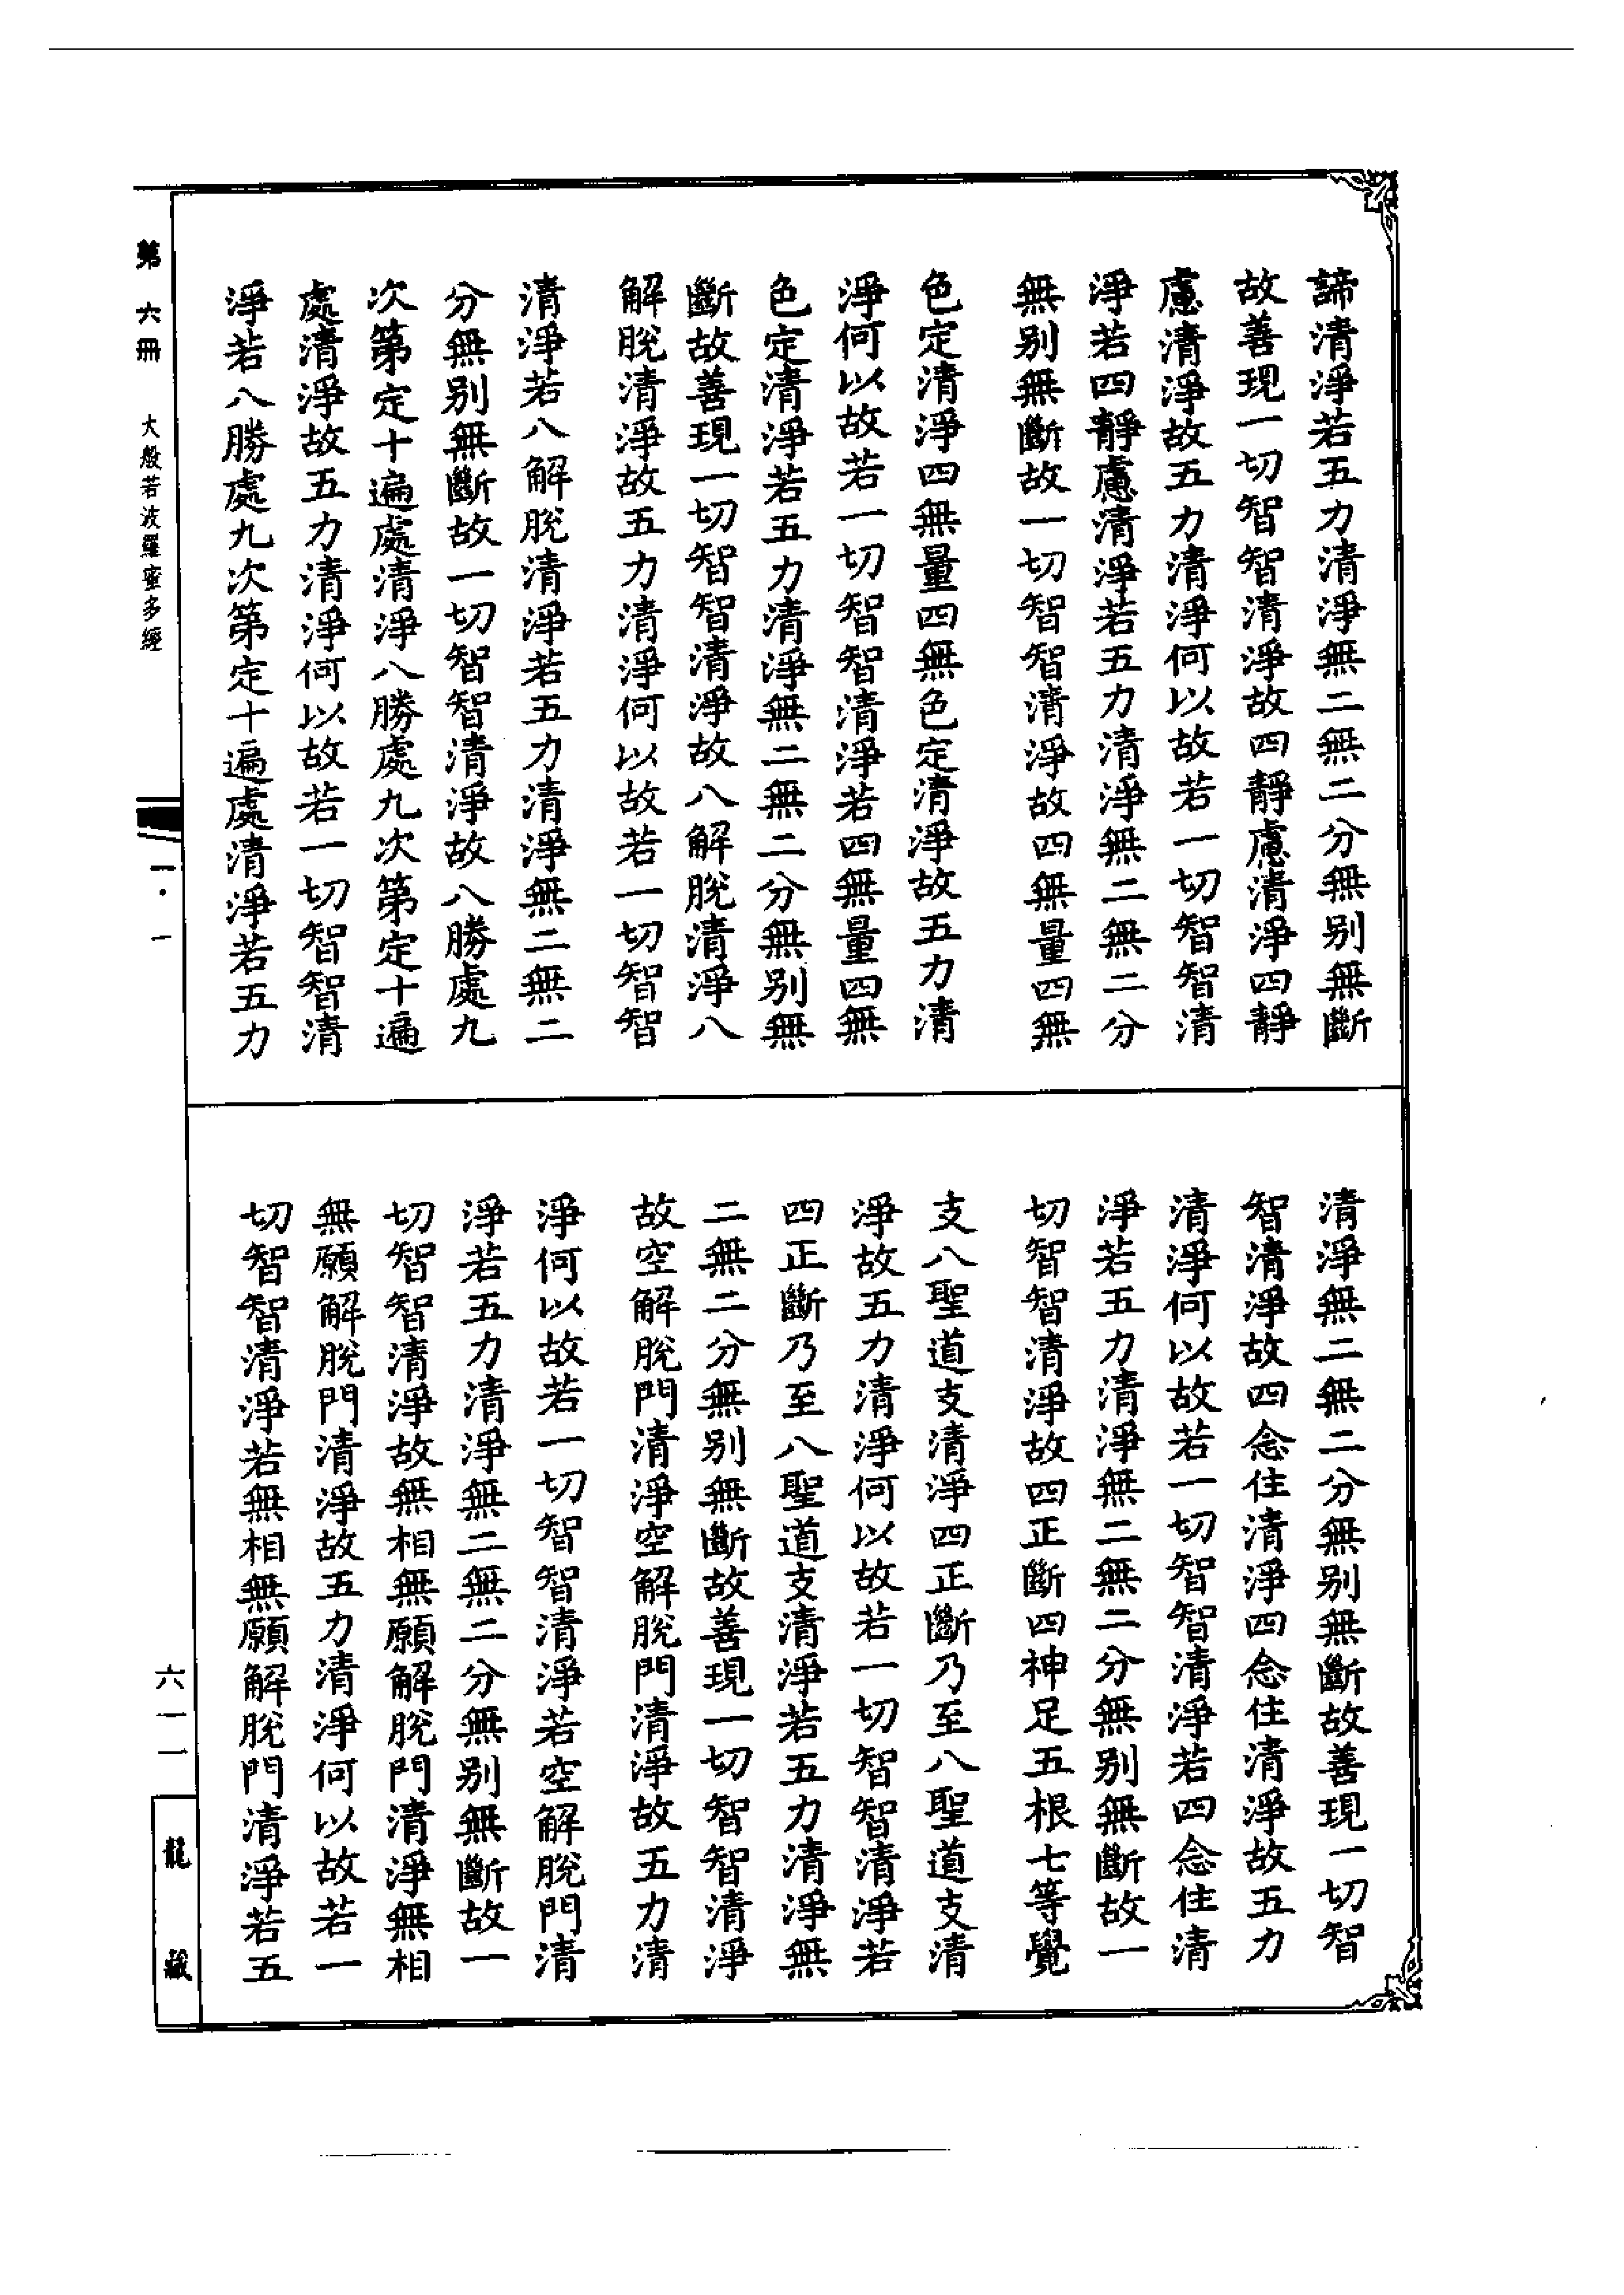 諦清淨若五力清淨無二無二分無別無斷
故善現一切智智清淨故四靜慮清淨四靜
慮清淨故五力清淨何以故若一切智智清
淨若四靜慮清淨若五力清淨無二無二分
無別無斷故一切智智清淨故四無量四無
色定清淨四無量四無色定清淨故五力清
淨何以故若一切智智清淨若四無量四無
色定清淨若五力清淨無二無二分無別無
斷故善現一切智智清淨故八解脫清淨八
解脫清淨故五力清淨何以故若一切智智
清淨若八解脫清淨若五力清淨無二無二
分無別無斷故一切智智清淨故八勝處九
次第定十遍處清淨八勝處九次第定十遍
處清淨故五力清淨何以故若一切智智清
淨若八勝處九次第定十遍處清淨若五力
清淨無二無二分無別無斷故善現一切智
智清淨故四念住清淨四念住清淨故五力
清淨何以故若一切智智清淨若四念住清
淨若五力清淨無二無二分無別無斷故一
切智智清淨故四正斷四神足五根七等覺
支八聖道支清淨四正斷乃至八聖道支清
淨故五力清淨何以故若一切智智清淨若
四正斷乃至八聖道支清淨若五力清淨無
二無二分無別無斷故善現一切智智清淨
故空解脫門清淨空解脫門清淨故五力清
淨何以故若一切智智清淨若空解脫門清
淨若五力清淨無二無二分無別無斷故一
切智智清淨故無相無願解脫門清淨無相
無願解脫門清淨故五力清淨何以故若一
切智智清淨若無相無願解脫門清淨若五
第六冊 大般若波羅蜜多經
一·一
六一一
龍藏